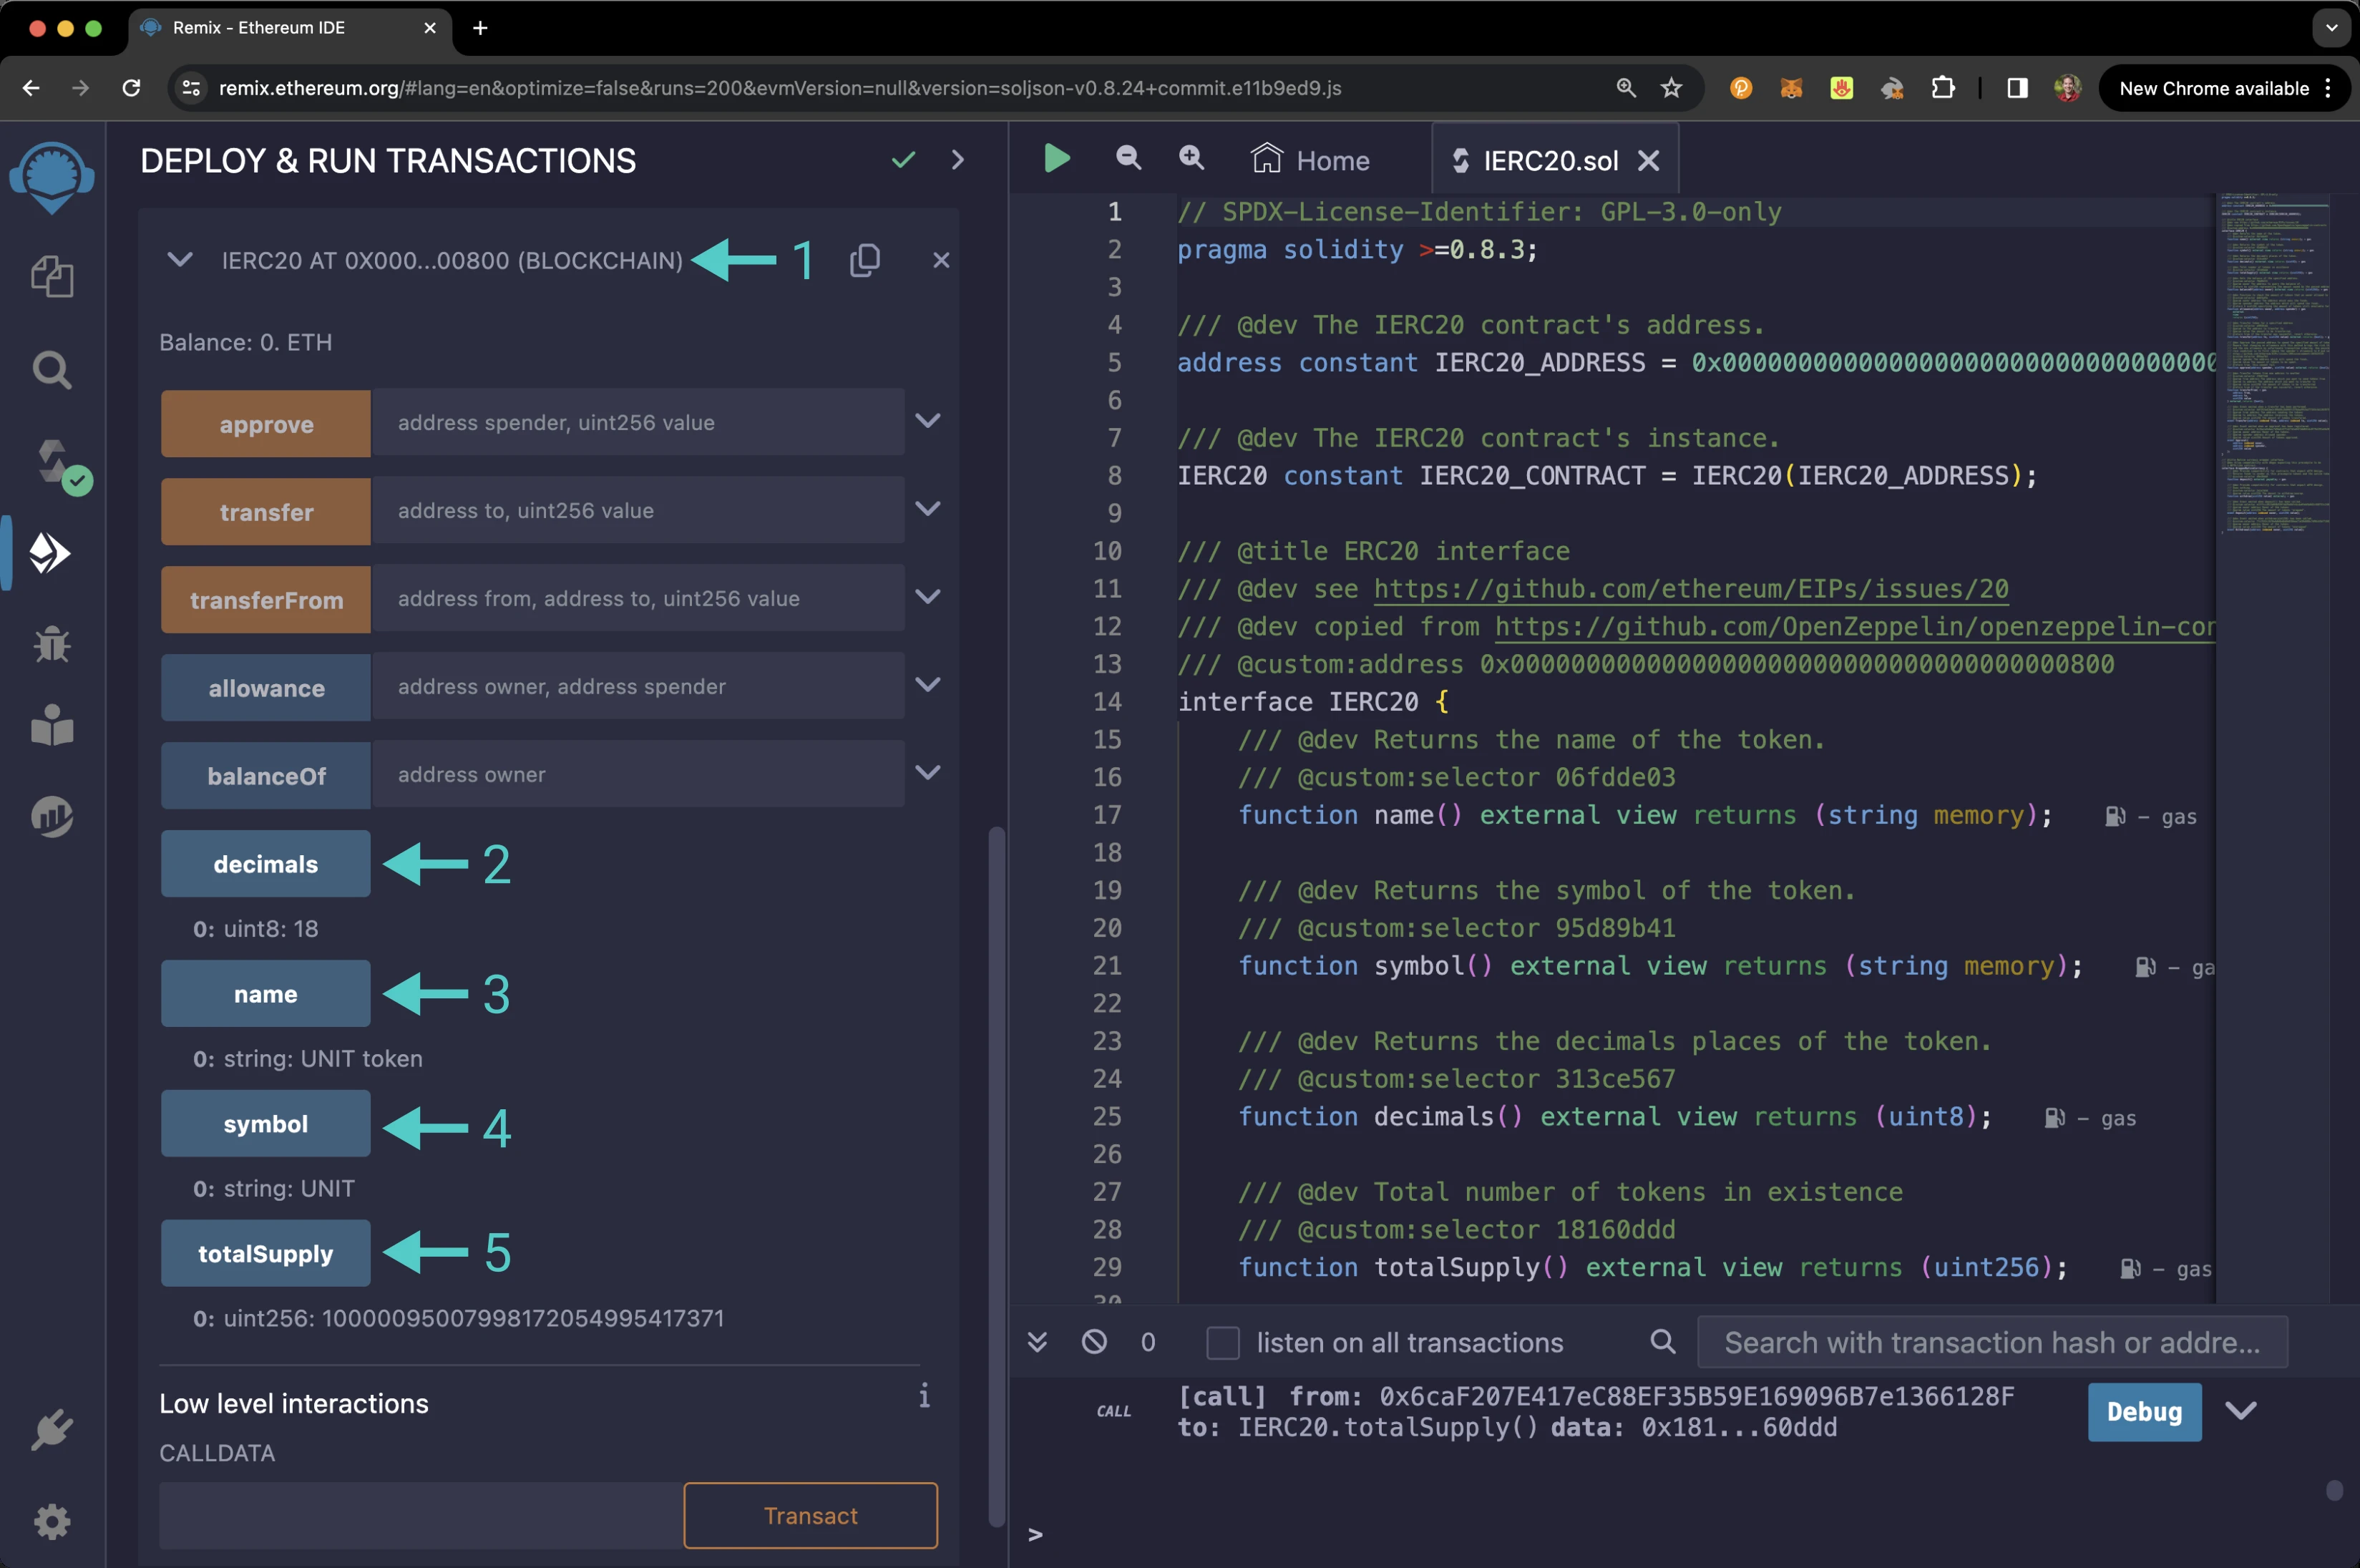 Remix - Ethereum IDE
remix.ethereum.org/#lang=en&optimize=false&runs=200&evmVersion=null&version=soljson-v0.8.24+commit.e11b9ed9.js
New Chrome available
DEPLOY & RUN TRANSACTIONS
IERC20 AT 0X000...00800 (BLOCKCHAIN)
1
Balance: 0. ETH
approve
address spender, uint256 value
transfer
address to, uint256 value
transferFrom
address from, address to, uint256 value
allowance
address owner, address spender
balanceOf
address owner
decimals
2
0: uint8: 18
name
3
0: string: UNIT token
symbol
4
0: string: UNIT
totalSupply
5
0: uint256: 1000009500799817205499541737​1
Low level interactions
i
CALLDATA
Transact
Home
IERC20.sol
1 // SPDX-License-Identifier: GPL-3.0-only
2 pragma solidity >=0.8.3;
3
4 /// @dev The IERC20 contract's address.
5 address constant IERC20_ADDRESS = 0x0000000000000000000000000000000000
6
7 /// @dev The IERC20 contract's instance.
8 IERC20 constant IERC20_CONTRACT = IERC20(IERC20_ADDRESS);
9
10 /// @title ERC20 interface
11 /// @dev see https://github.com/ethereum/EIPs/issues/20
12 /// @dev copied from https://github.com/OpenZeppelin/openzeppelin-con
13 /// @custom:address 0x0000000000000000000000000000000000000800
14 interface IERC20 {
15 /// @dev Returns the name of the token.
16 /// @custom:selector 06fdde03
17 function name() external view returns (string memory); - gas
18
19 /// @dev Returns the symbol of the token.
20 /// @custom:selector 95d89b41
21 function symbol() external view returns (string memory); - ga
22
23 /// @dev Returns the decimals places of the token.
24 /// @custom:selector 313ce567
25 function decimals() external view returns (uint8); - gas
26
27 /// @dev Total number of tokens in existence
28 /// @custom:selector 18160ddd
29 function totalSupply() external view returns (uint256); - gas
30
0
listen on all transactions
Search with transaction hash or addre...
CALL
[call] from: 0x6caF207E417eC88EF35B59E169096B7e1366128F
to: IERC20.totalSupply() data: 0x181...60ddd
Debug
>